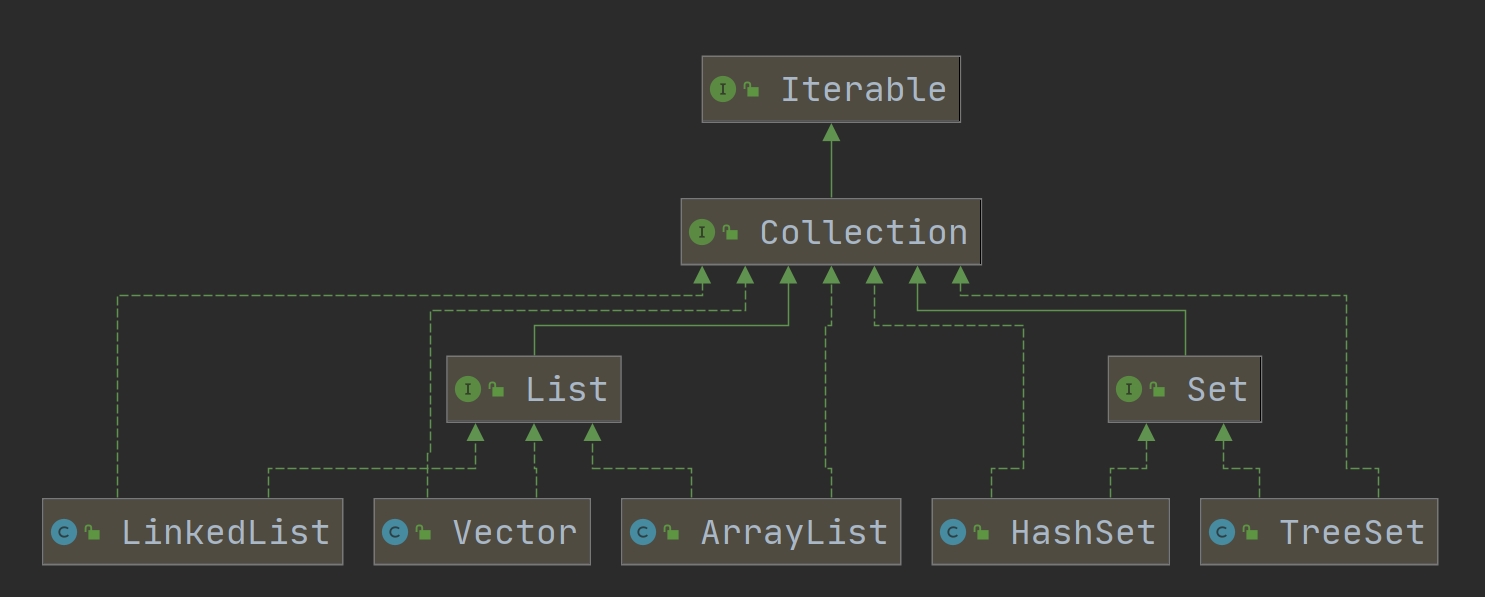 I Iterable
I Collection
I List
I Set
C LinkedList
C Vector
C ArrayList
C HashSet
C TreeSet